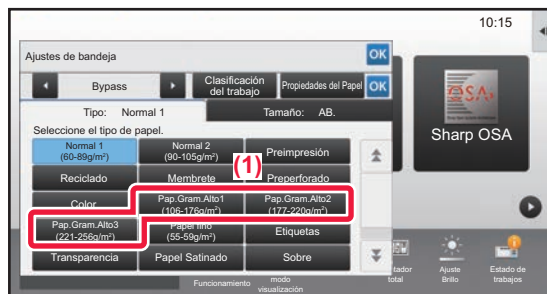 10:15
Ajustes de bandeja
OK
Bypass
Clasificación
del trabajo
Propiedades del Papel
OK
Tipo: Normal 1
Tamaño: AB.
Seleccione el tipo de papel.
Normal 1
(60-89g/m²)
Normal 2
(90-105g/m²)
Preimpresión
Reciclado
Membrete
(1)
Preperforado
Color
Pap.Gram.Alto1
(106-176g/m²)
Pap.Gram.Alto2
(177-220g/m²)
Pap.Gram.Alto3
(221-256g/m²)
Papel fino
(55-59g/m²)
Etiquetas
Transparencia
Papel Satinado
Sobre
Sharp OSA
Funcionamiento
modo
visualización
total
Ajuste
Brillo
Estado de
trabajos